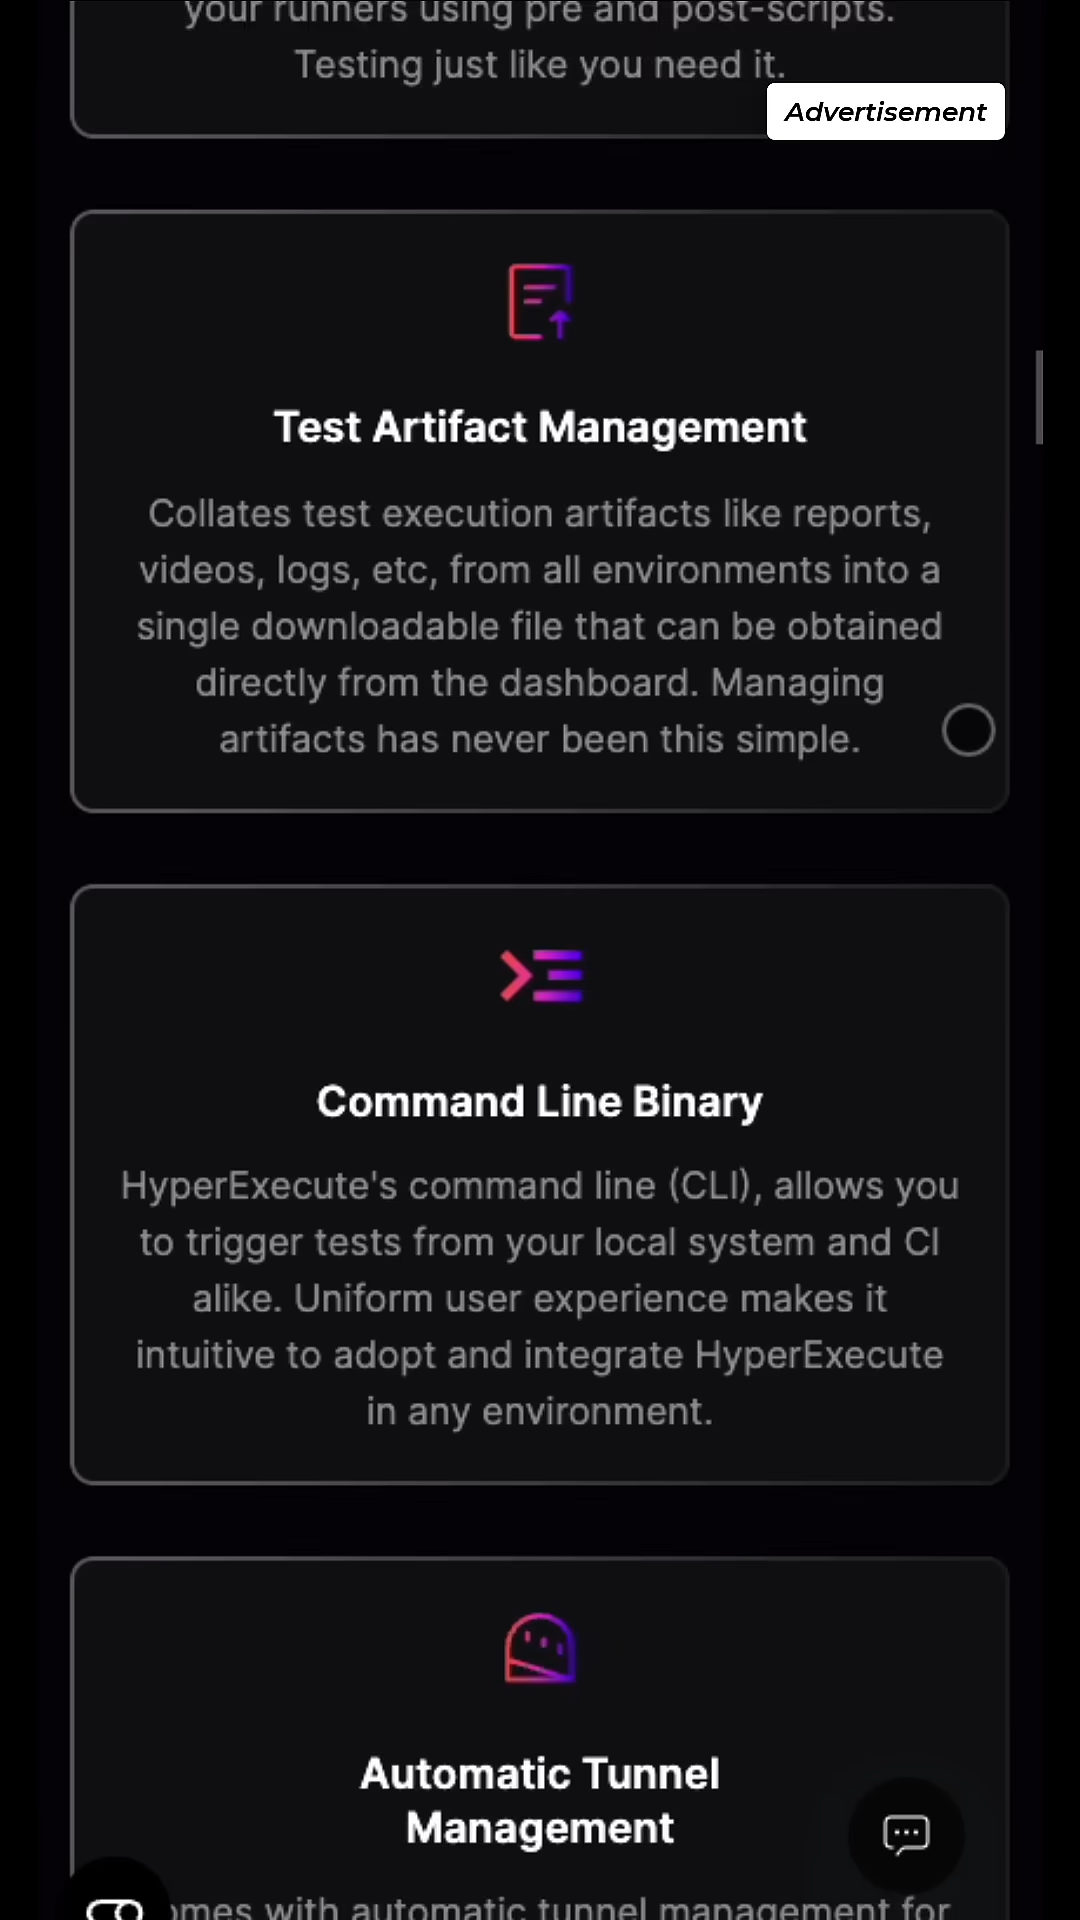 your runners using pre and post-scripts.
Testing just like you need it.
Advertisement
Test Artifact Management
Collates test execution artifacts like reports,
videos, logs, etc, from all environments into a
single downloadable file that can be obtained
directly from the dashboard. Managing
artifacts has never been this simple.
Command Line Binary
HyperExecute's command line (CLI), allows you
to trigger tests from your local system and CI
alike. Uniform user experience makes it
intuitive to adopt and integrate HyperExecute
in any environment.
Automatic Tunnel
Management
with automatic tunnel management for